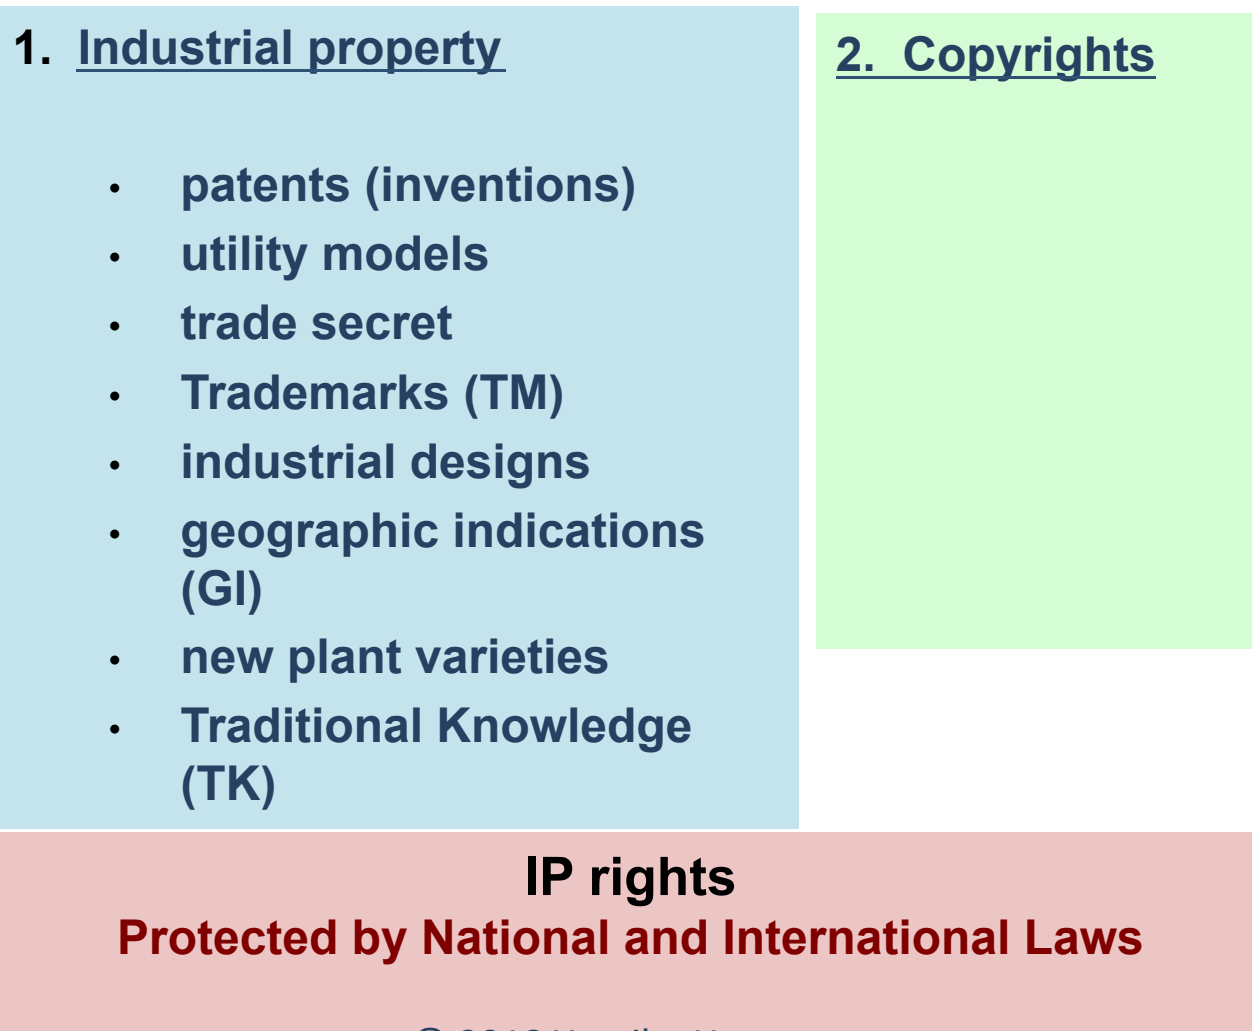 1. Industrial property
• patents (inventions)
• utility models
• trade secret
• Trademarks (TM)
• industrial designs
• geographic indications
(GI)
• new plant varieties
• Traditional Knowledge
(TK)
2. Copyrights
IP rights
Protected by National and International Laws